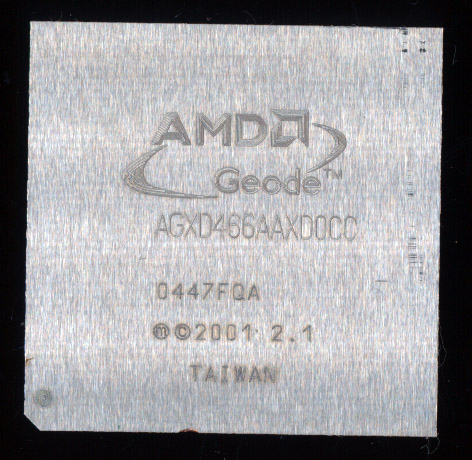 AMD
Geode™
AGXD466AAXD0CC
0447FQA
ⓜ©2001 2.1
TAIWAN